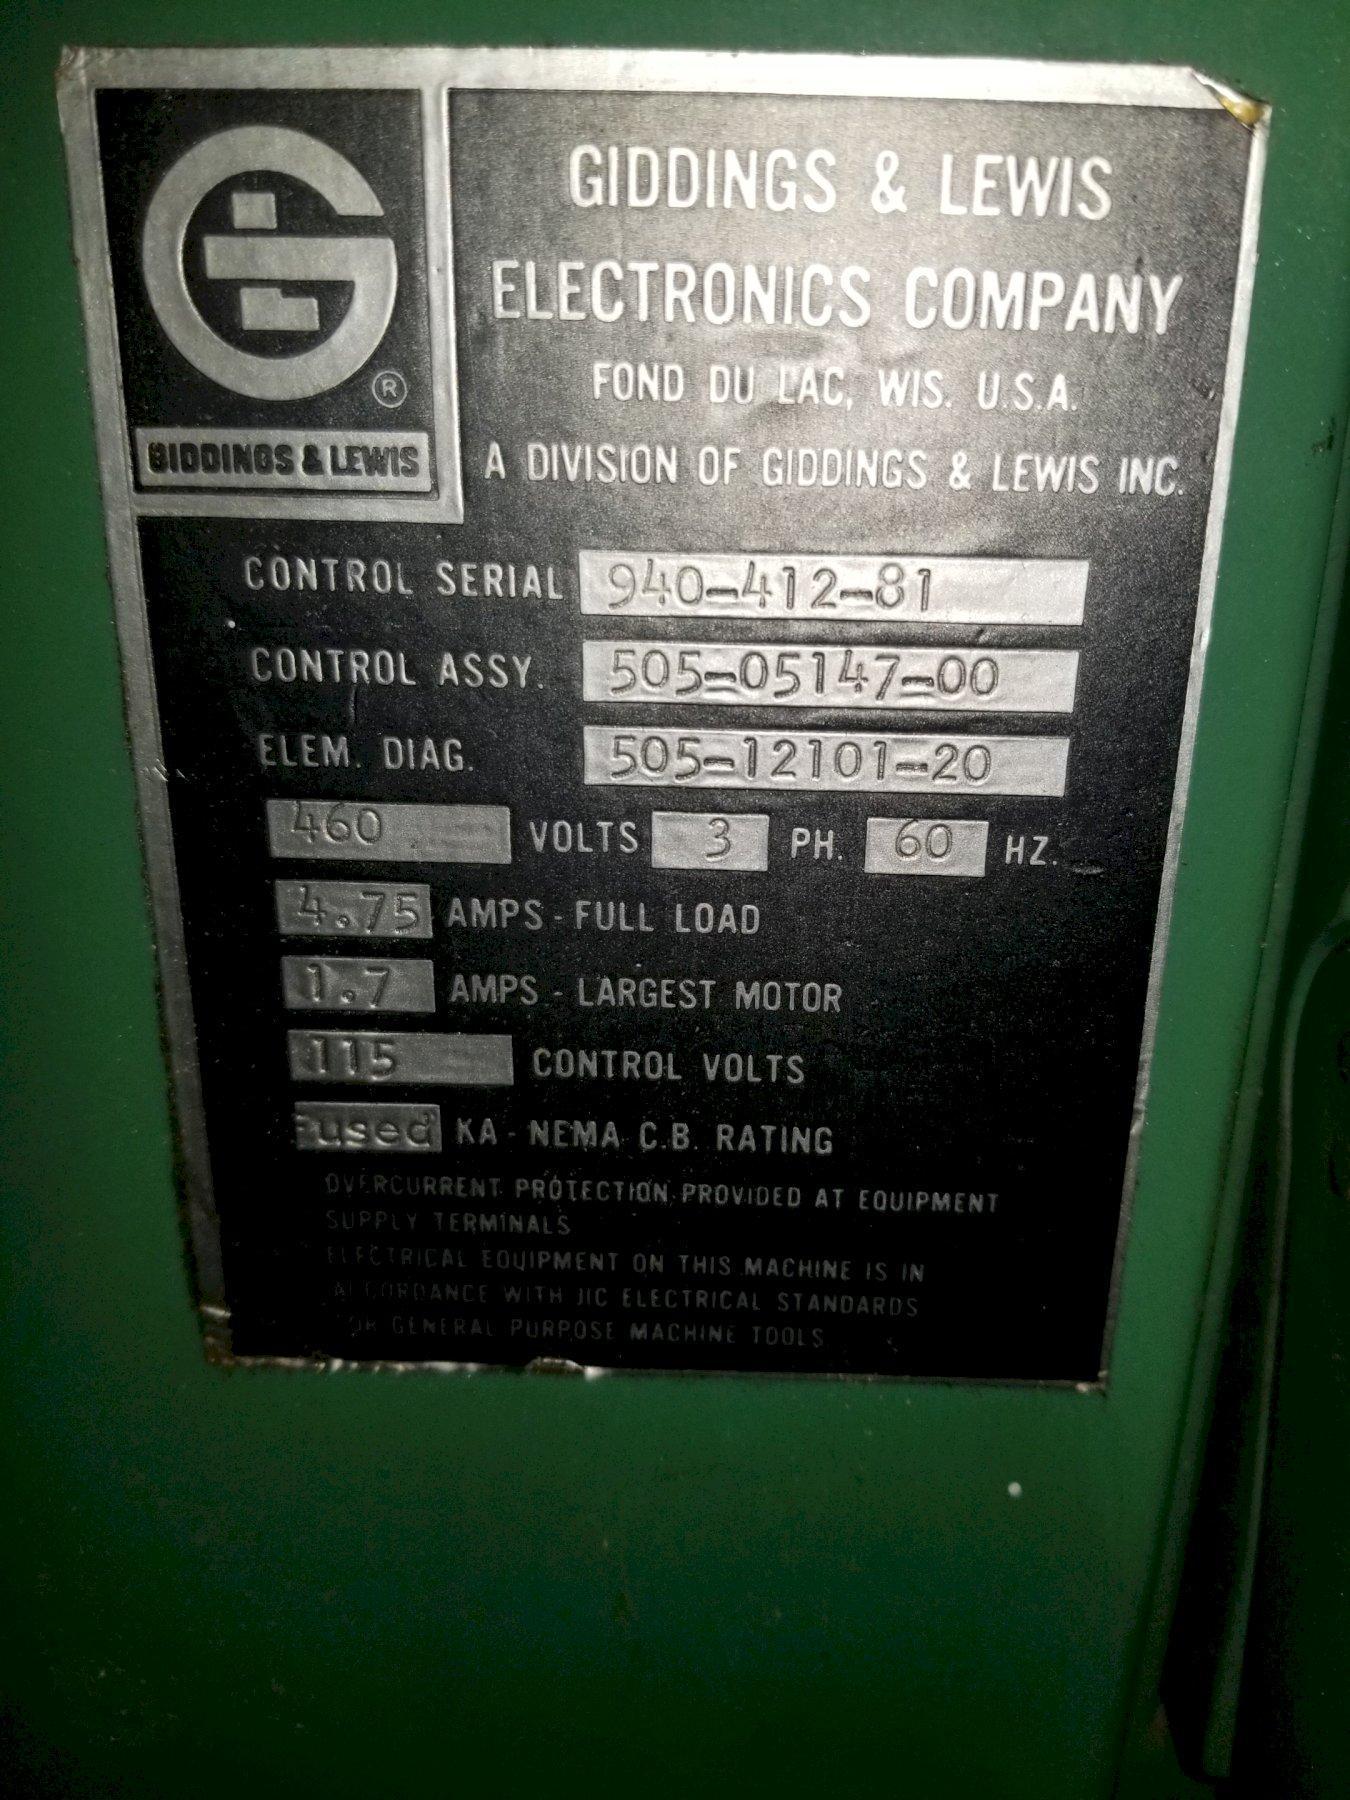 GIDDINGS & LEWIS
ELECTRONICS COMPANY
FOND DU LAC, WIS. U.S.A.
A DIVISION OF GIDDINGS & LEWIS INC.
®
GIDDINGS & LEWIS
CONTROL SERIAL 940-412-81
CONTROL ASSY. 505-05147-00
ELEM. DIAG. 505-12101-20
460 VOLTS 3 PH. 60 HZ.
4.75 AMPS - FULL LOAD
1.7 AMPS - LARGEST MOTOR
115 CONTROL VOLTS
Fused KA - NEMA C.B. RATING
OVERCURRENT PROTECTION PROVIDED AT EQUIPMENT
SUPPLY TERMINALS
ELECTRICAL EQUIPMENT ON THIS MACHINE IS IN
ACCORDANCE WITH JIC ELECTRICAL STANDARDS
FOR GENERAL PURPOSE MACHINE TOOLS